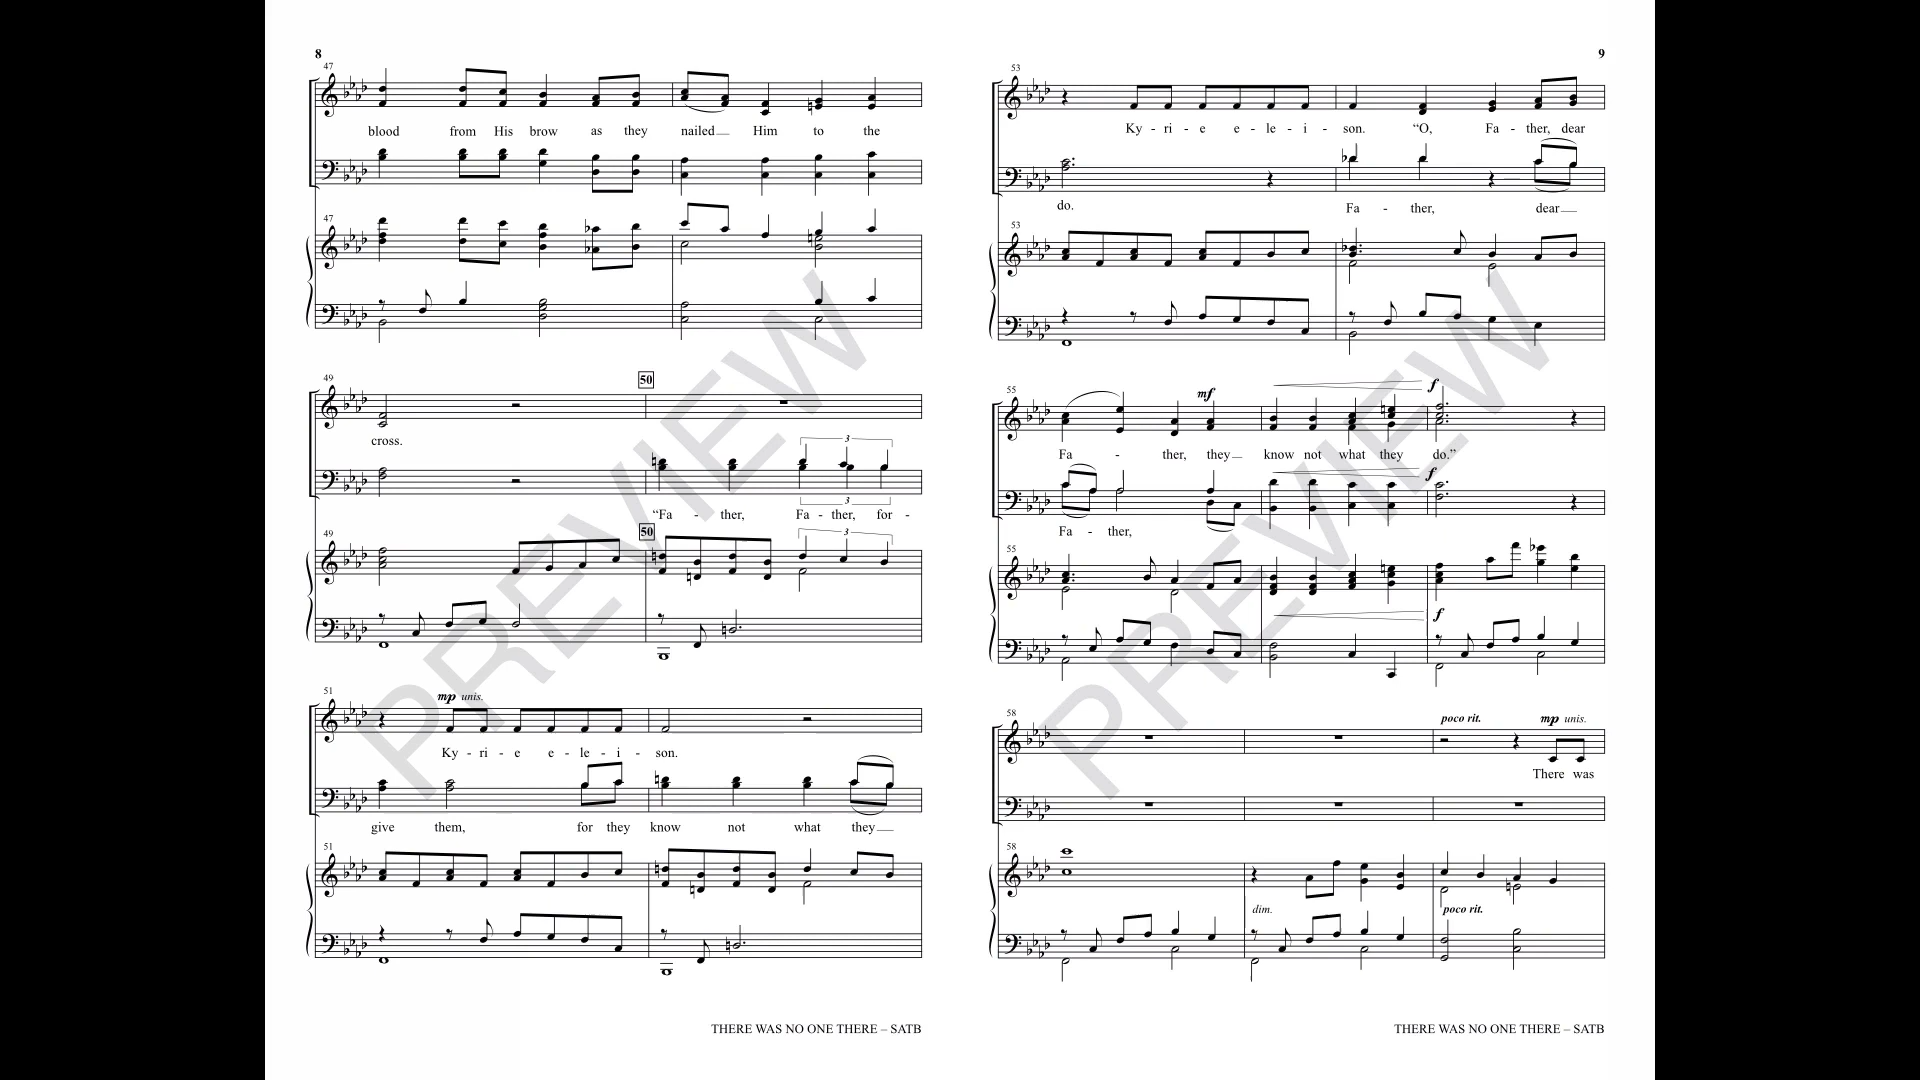 8
47
blood from His brow as they nailed Him to the
47
49
50
cross.
3
3
“Fa - ther, Fa - ther, for -
49
50
3
51
mp unis.
Ky - ri - e e - le - i - son.
give them, for they know not what they
51
THERE WAS NO ONE THERE – SATB
PREVIEW
9
53
Ky - ri - e e - le - i - son. “O, Fa - ther, dear
do. Fa - ther, dear
53
55
mf
f
Fa - ther, they know not what they do.”
f
Fa - ther,
55
f
58
poco rit. mp unis.
There was
58
dim.
poco rit.
THERE WAS NO ONE THERE – SATB
PREVIEW